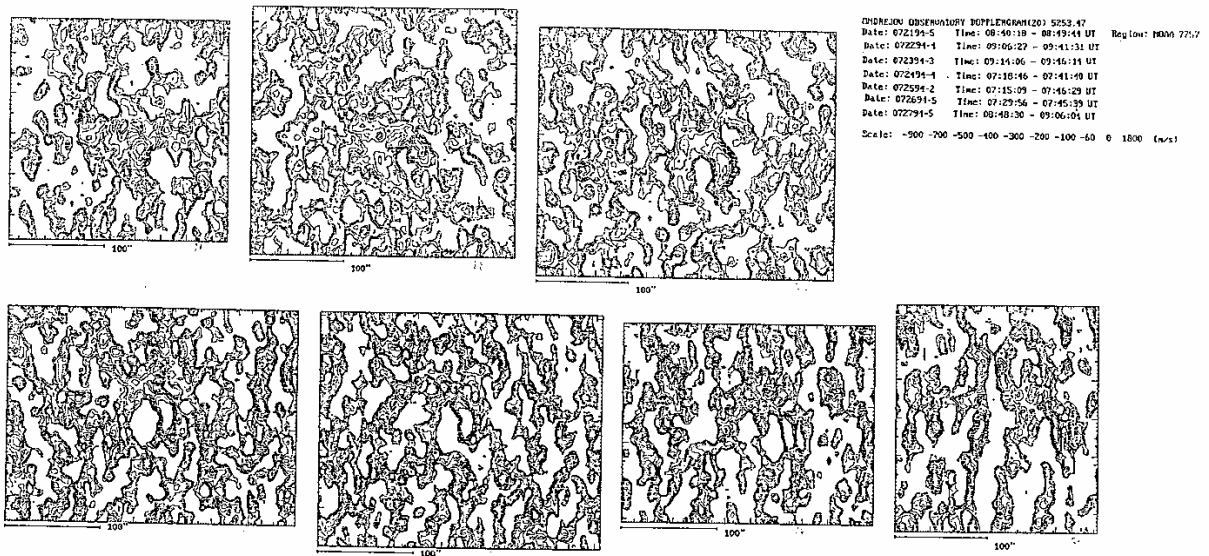 ONDREJOV OBSERVATORY DOPPLERGRAM(20) 5253.47
Date: 072194-5 Time: 08:40:18 - 08:49:44 UT Region: NOAA 7757
Date: 072294-4 Time: 09:06:27 - 09:41:31 UT
Date: 072394-3 Time: 09:14:06 - 09:46:14 UT
Date: 072494-4 Time: 07:18:46 - 07:41:40 UT
Date: 072594-2 Time: 07:15:09 - 07:46:29 UT
Date: 072694-5 Time: 07:29:56 - 07:45:39 UT
Date: 072794-5 Time: 08:48:30 - 09:06:04 UT
Scale: -900 -700 -500 -400 -300 -200 -100 -60 0 1800 (m/s)
100"
100"
100"
100"
100"
100"
100"